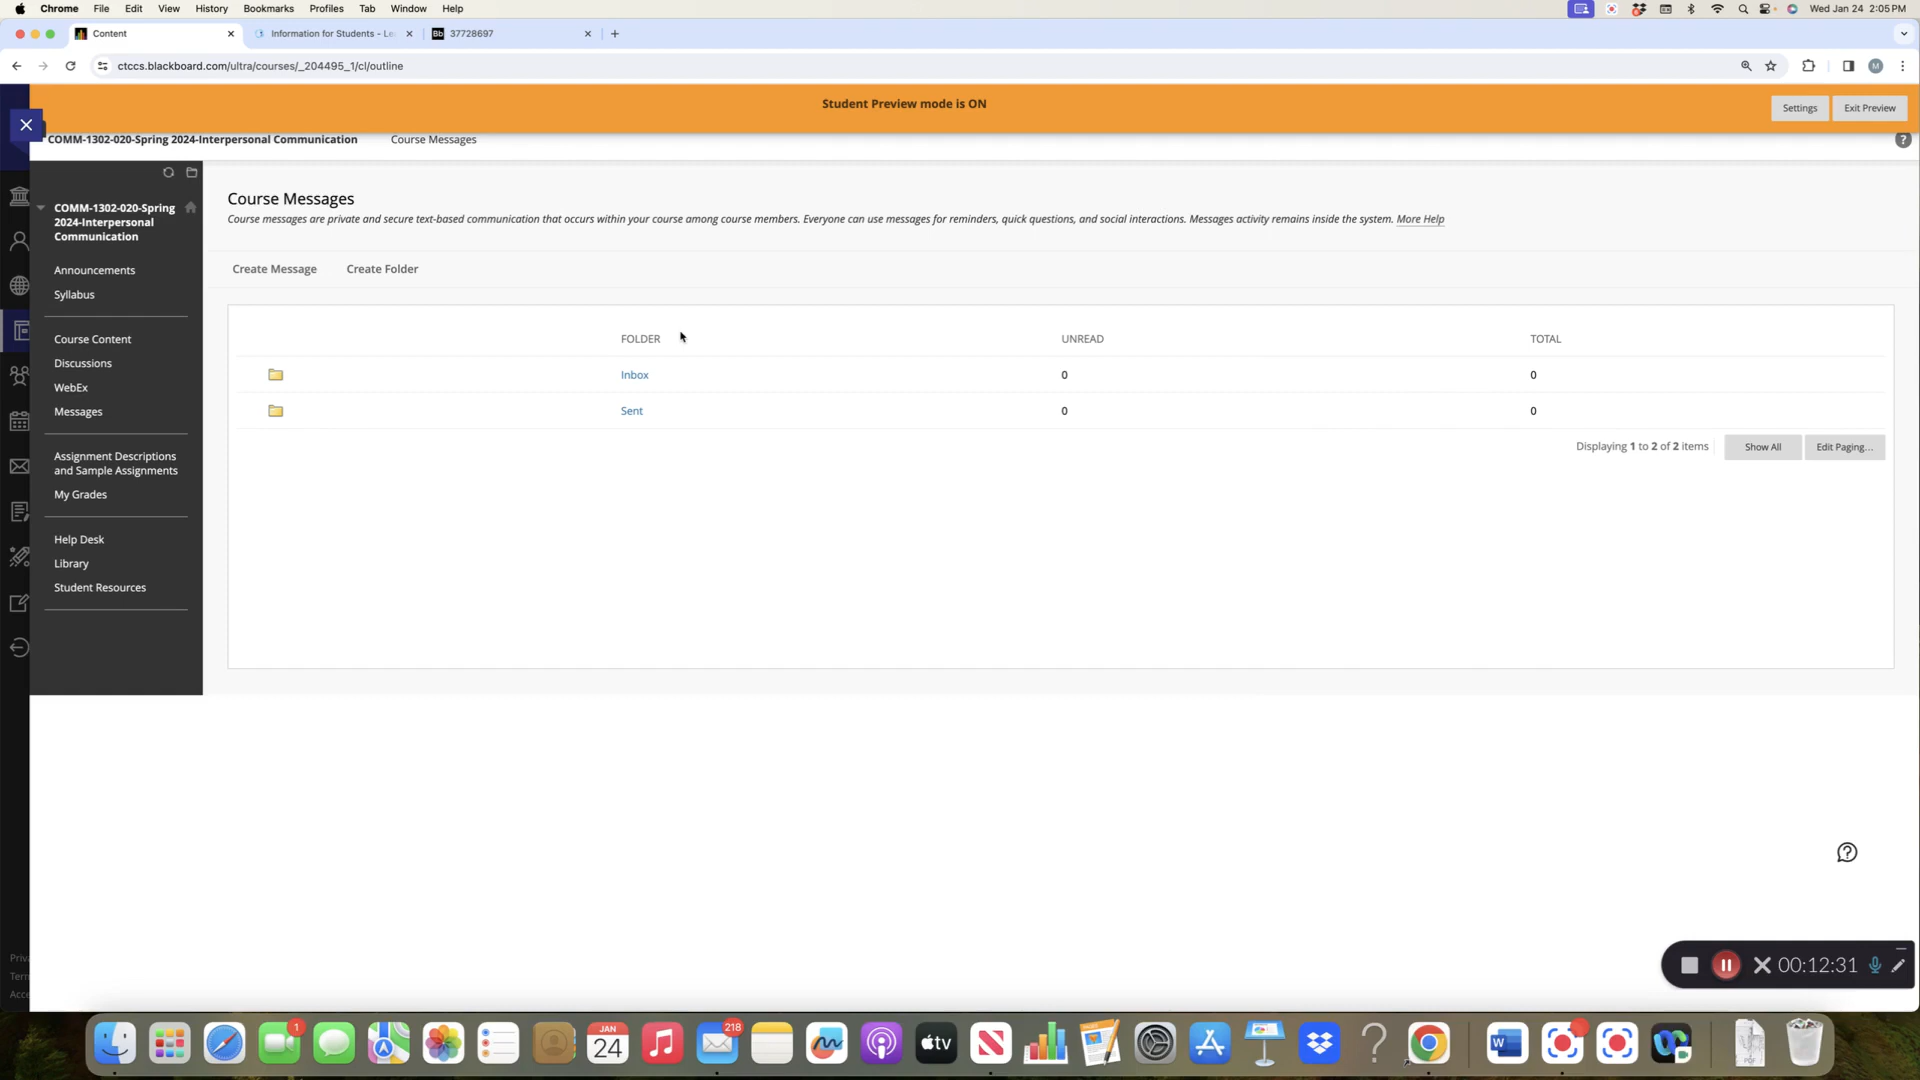 Chrome File Edit View History Bookmarks Profiles Tab Window Help Wed Jan 24 2:05 PM
Content Information for Students - Le Bb 37728697
ctccs.blackboard.com/ultra/courses/_204495_1/cl/outline
Student Preview mode is ON
Settings Exit Preview
COMM-1302-020-Spring 2024-Interpersonal Communication Course Messages
COMM-1302-020-Spring
2024-Interpersonal
Communication
Announcements
Syllabus
Course Content
Discussions
WebEx
Messages
Assignment Descriptions
and Sample Assignments
My Grades
Help Desk
Library
Student Resources
Course Messages
Course messages are private and secure text-based communication that occurs within your course among course members. Everyone can use messages for reminders, quick questions, and social interactions. Messages activity remains inside the system. More Help
Create Message Create Folder
FOLDER UNREAD TOTAL
Inbox 0 0
Sent 0 0
Displaying 1 to 2 of 2 items Show All Edit Paging...
Priv
Tern
Acce
00:12:31
1
JAN
24
218
tv
W
PAGES
PDF